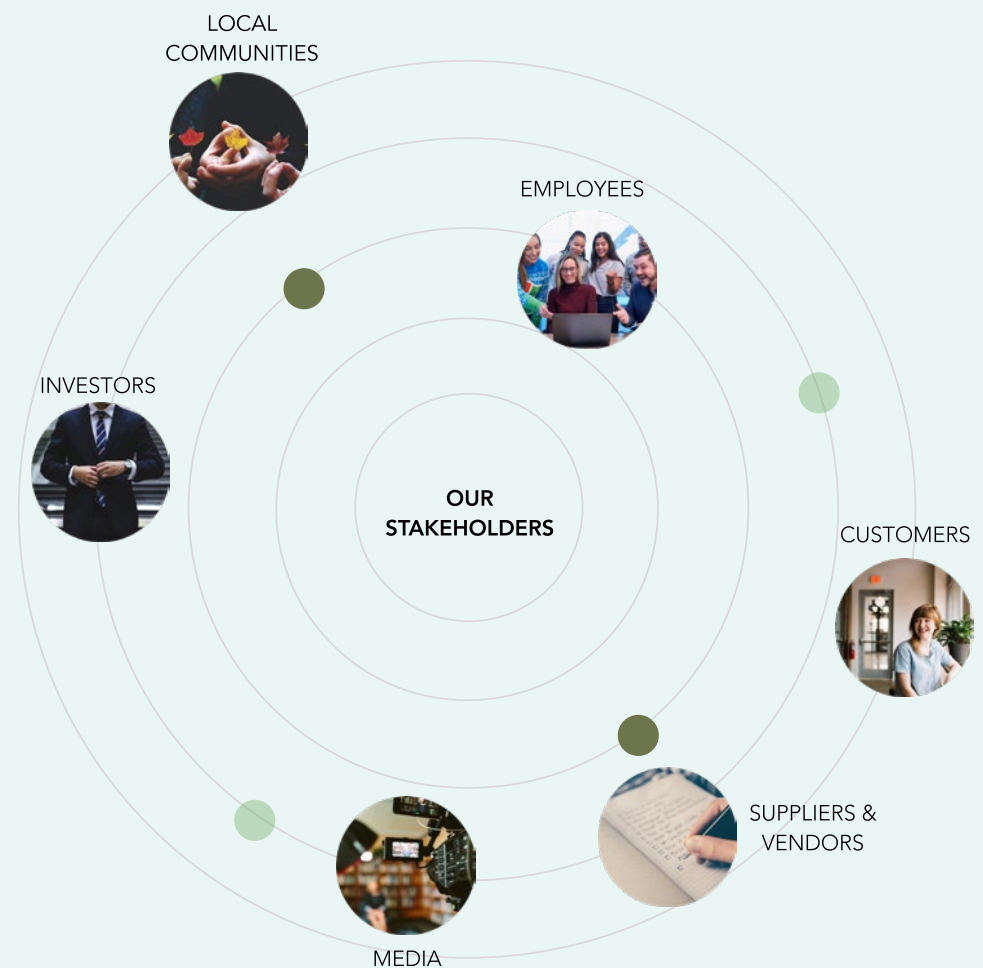 LOCAL
COMMUNITIES
EMPLOYEES
INVESTORS
OUR
STAKEHOLDERS
CUSTOMERS
SUPPLIERS &
VENDORS
MEDIA